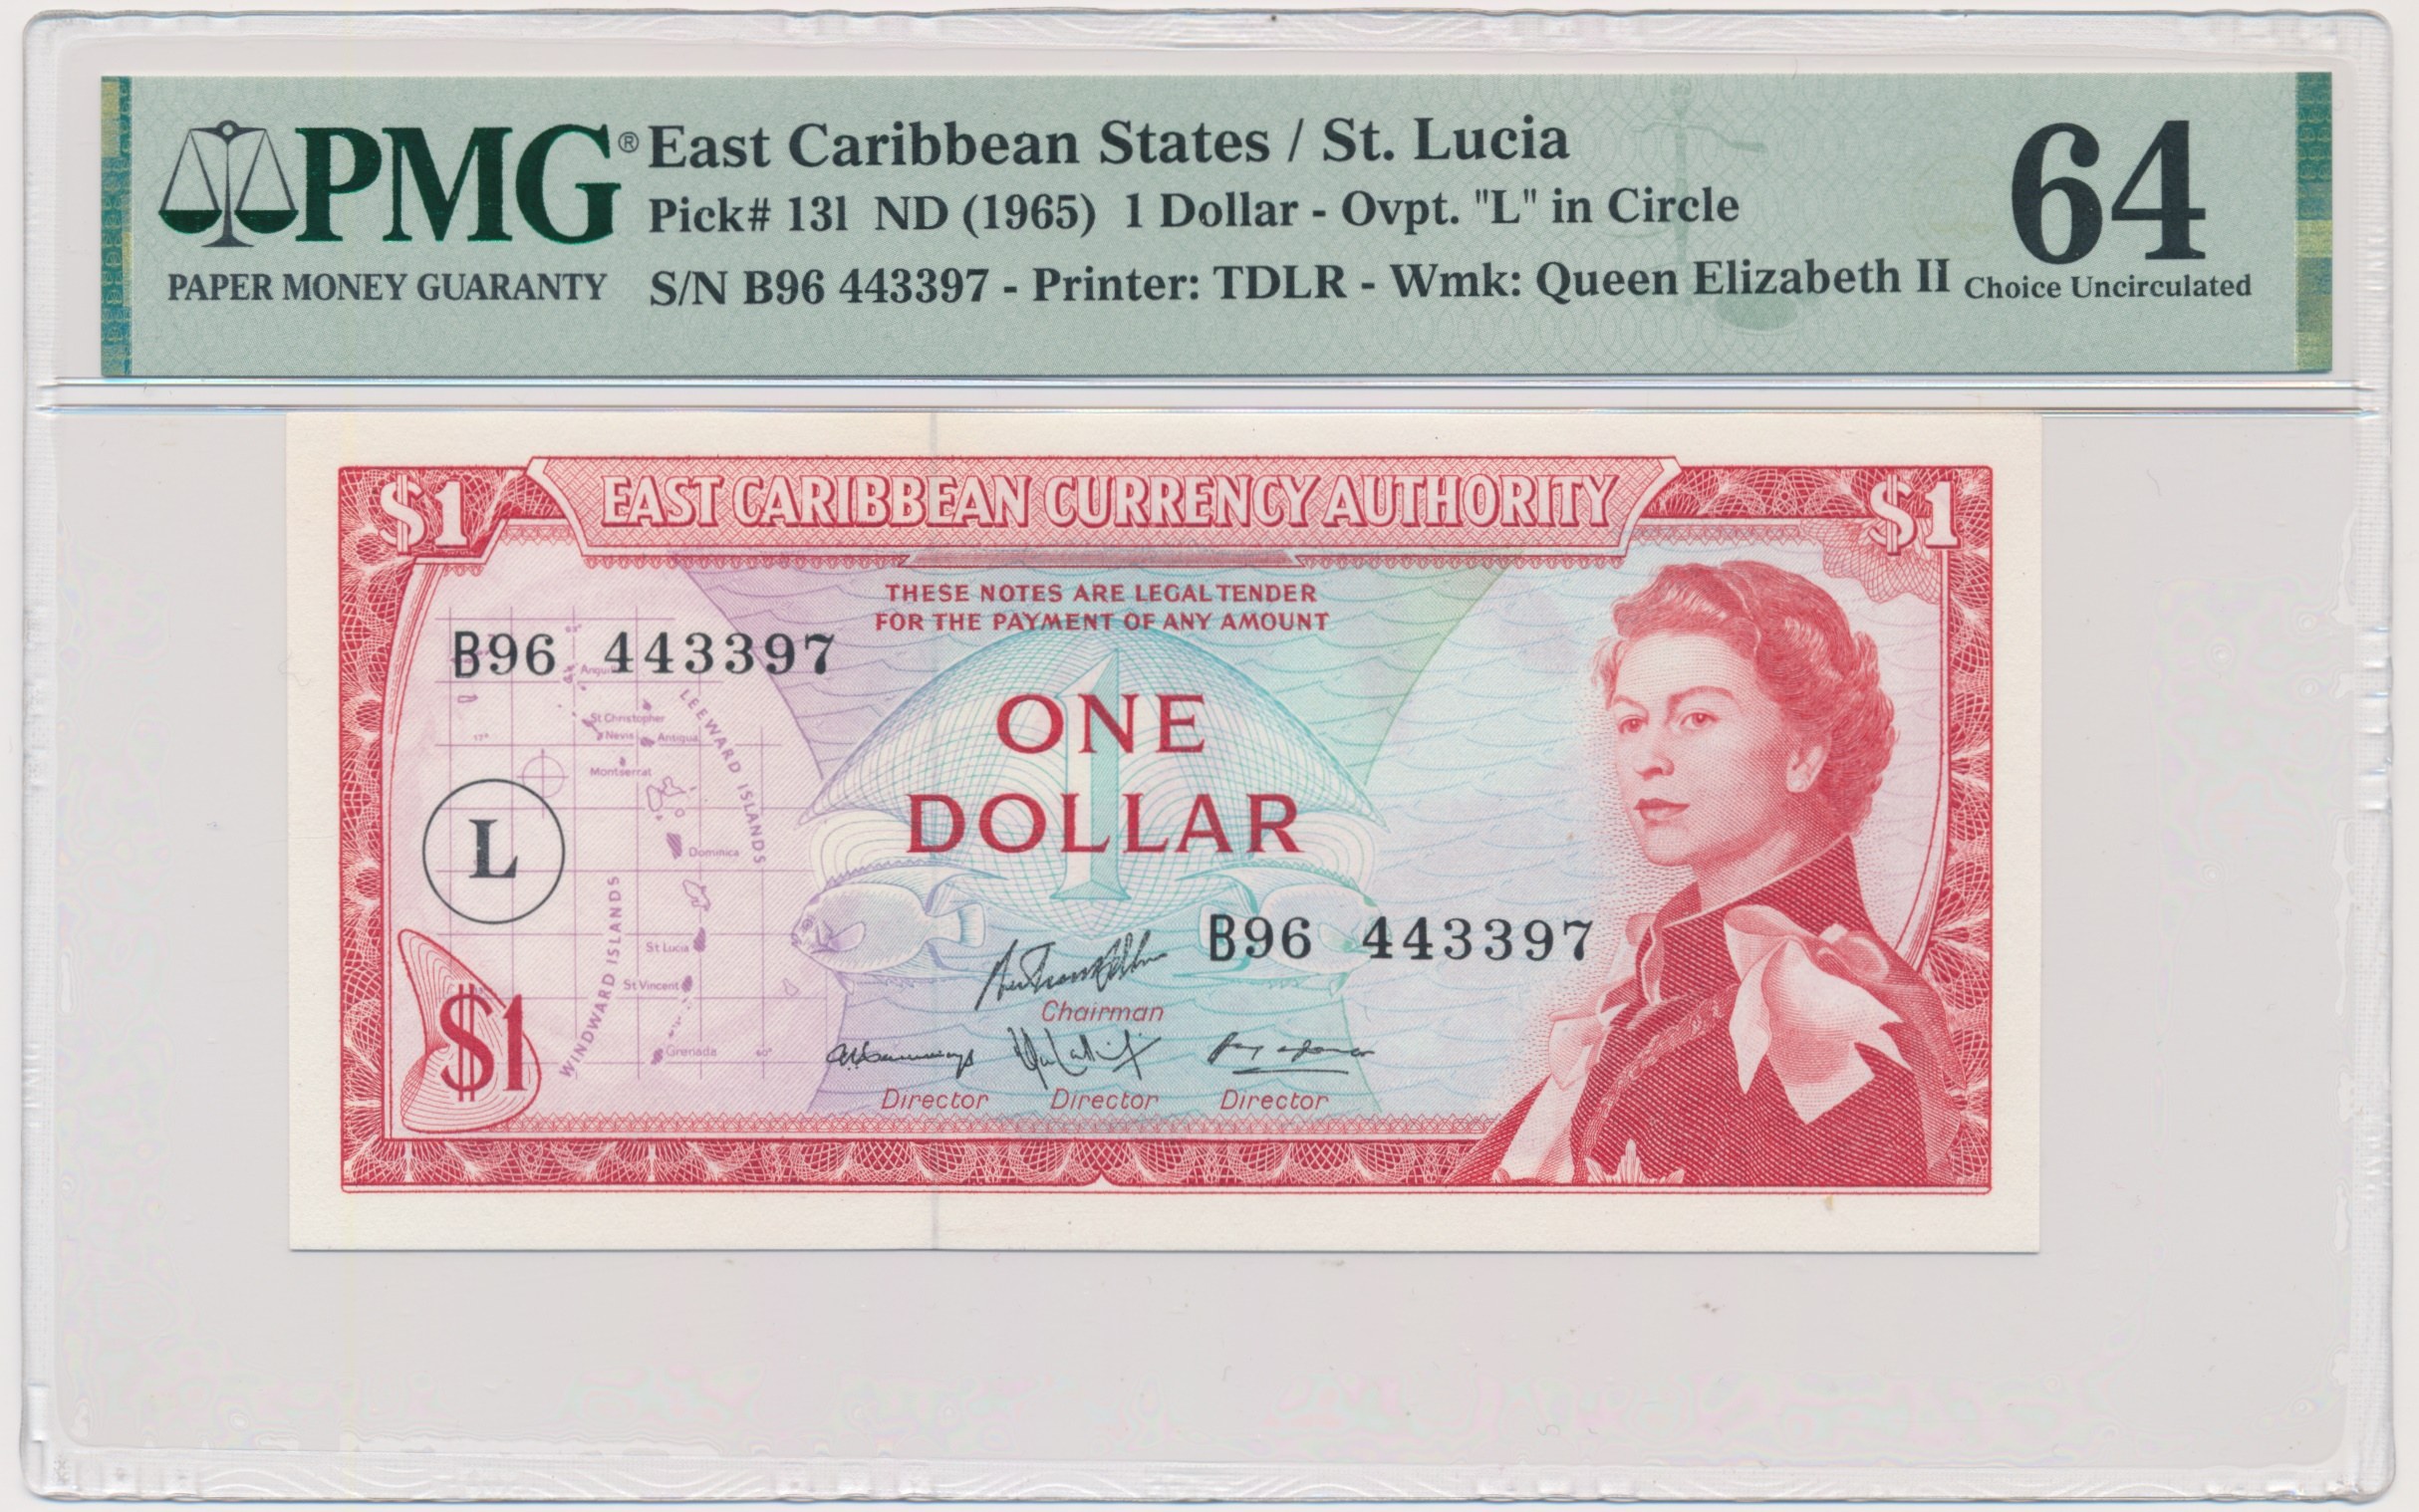 PMG®
PAPER MONEY GUARANTY
East Caribbean States / St. Lucia
Pick# 13l ND (1965) 1 Dollar - Ovpt. "L" in Circle
S/N B96 443397 - Printer: TDLR - Wmk: Queen Elizabeth II
64
Choice Uncirculated
$1 EAST CARIBBEAN CURRENCY AUTHORITY $1
THESE NOTES ARE LEGAL TENDER
FOR THE PAYMENT OF ANY AMOUNT
B96 443397
St Christopher
Nevis Antigua
17°
Montserrat
LEEWARD ISLANDS
1
ONE
DOLLAR
L
Dominica
WINDWARD ISLANDS
St Lucia
B96 443397
St Vincent
Chairman
$1
Grenada 60°
Director Director Director